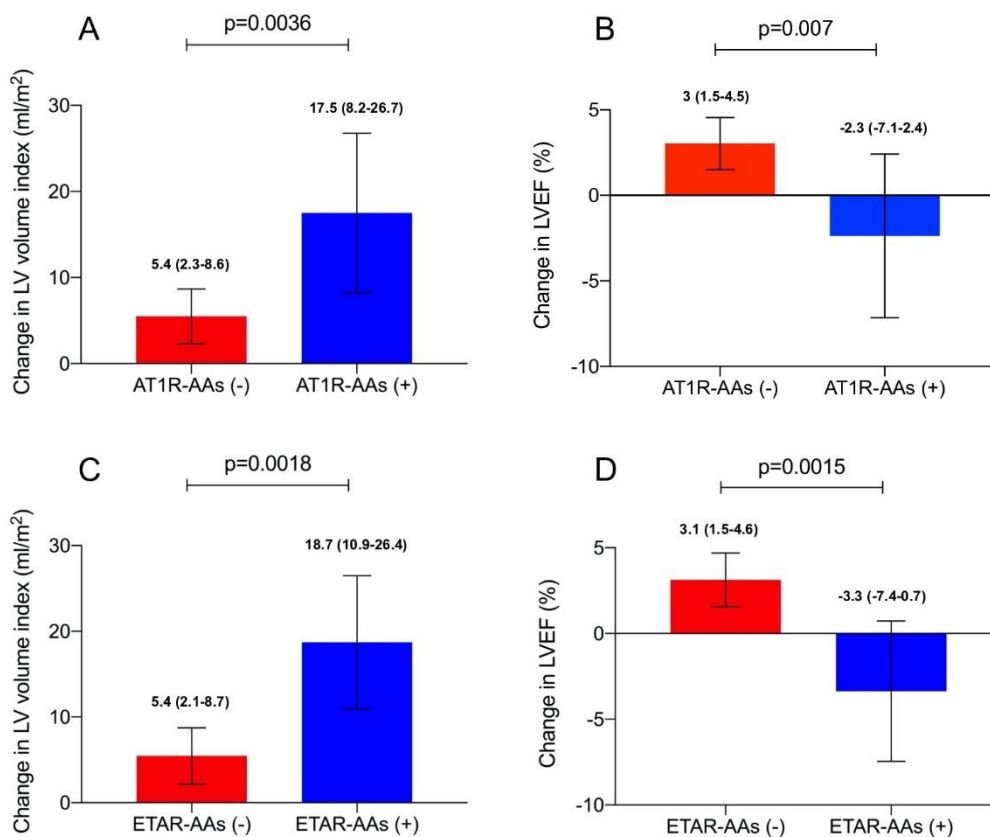 A
p=0.0036
Change in LV volume index (ml/m²)
30
20
10
0
5.4 (2.3-8.6)
17.5 (8.2-26.7)
AT1R-AAs (-)
AT1R-AAs (+)
B
p=0.007
Change in LVEF (%)
5
0
-5
-10
3 (1.5-4.5)
-2.3 (-7.1-2.4)
AT1R-AAs (-)
AT1R-AAs (+)
C
p=0.0018
Change in LV volume index (ml/m²)
30
20
10
0
5.4 (2.1-8.7)
18.7 (10.9-26.4)
ETAR-AAs (-)
ETAR-AAs (+)
D
p=0.0015
Change in LVEF (%)
5
0
-5
-10
3.1 (1.5-4.6)
-3.3 (-7.4-0.7)
ETAR-AAs (-)
ETAR-AAs (+)